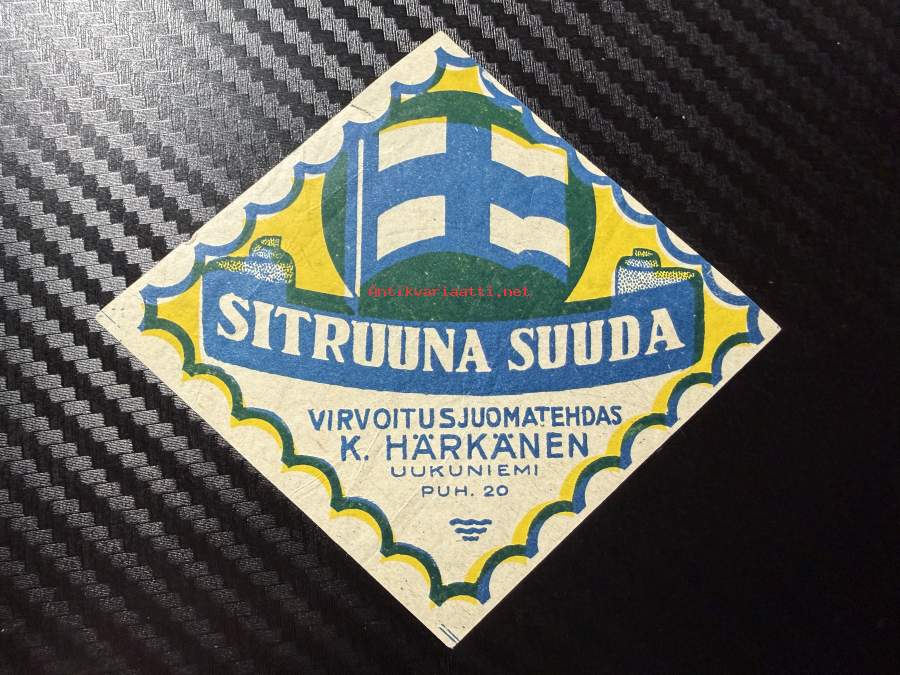 Antikvariaatti.net
SITRUUNA SUUDA
VIRVOITUSJUOMATEHDAS
K. HÄRKÄNEN
UUKUNIEMI
PUH. 20